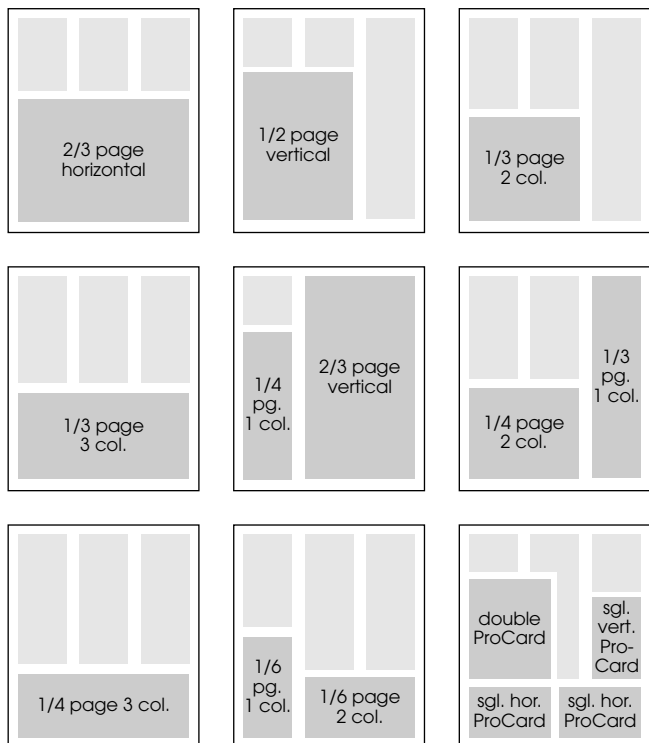 2/3 page
horizontal
1/2 page
vertical
1/3 page
2 col.
1/3 page
3 col.
1/4
pg.
1 col.
2/3 page
vertical
1/4 page
2 col.
1/3
pg.
1 col.
1/4 page 3 col.
1/6
pg.
1 col.
1/6 page
2 col.
double
ProCard
sgl.
vert.
Pro-
Card
sgl. hor.
ProCard
sgl. hor.
ProCard